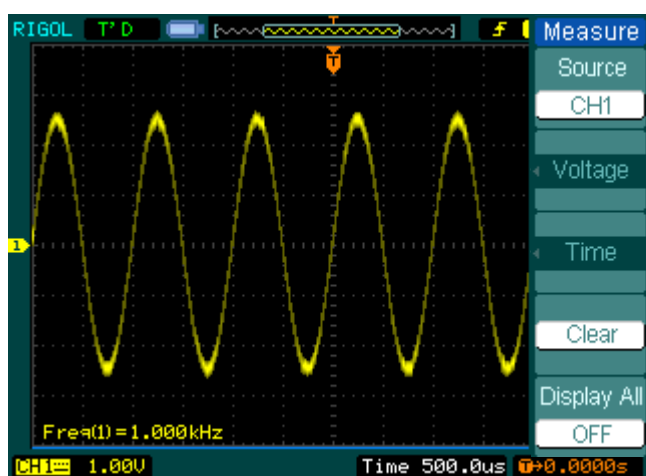 RIGOL T'D T f Measure
T
Source
CH1
Voltage
1
Time
Clear
Display All
Freq(1)=1.000kHz
OFF
CH1 1.00V Time 500.0us T→0.0000s